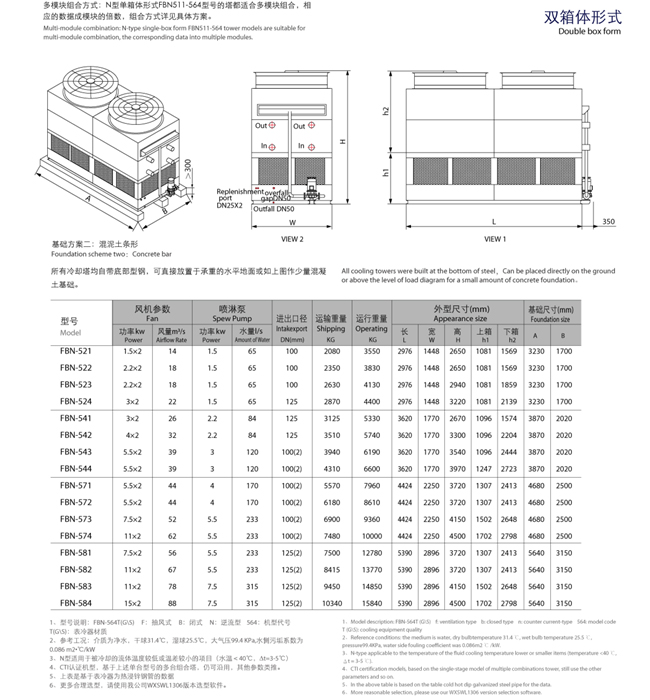 多模块组合方式：N型单箱体形式FBN511-564型号的塔都适合多模块组合，相
应的数据成模块的倍数，组合方式详见具体方案。
Multi-module combination: N-type single-box form FBN511-564 tower models are suitable for
multi-module combination, the corresponding data into multiple modules.
双箱体形式
Double box form
Out Out
In In
Replenishment port DN25X2
overfall gapDN50
Outfall DN50
A B >300
W H
h2 h1
L 350
VIEW 2 VIEW 1
基础方案二：混泥土条形
Foundation scheme two：Concrete bar
所有冷却塔均自带底部型钢，可直接放置于承重的水平地面或如上图作少量混凝
土基础。
All cooling towers were built at the bottom of steel, Can be placed directly on the ground
or above the level of load diagram for a small amount of concrete foundation.
型号 Model 风机参数 Fan 喷淋泵 Spew Pump 进出口径 Intakexport DN(mm) 运输重量 Shipping KG 运行重量 Operating KG 外型尺寸(mm) Appearance size 基础尺寸(mm) Foundation size
功率kw Power 风量m³/s Airflow Rate 功率kw Power 水量l/s Amount of Water 长 L 宽 W 高 H 上箱 h1 下箱 h2 A B
FBN-521 1.5×2 14 1.5 65 100 2080 3550 2976 1448 2650 1081 1569 3230 1700
FBN-522 2.2×2 18 1.5 65 100 2350 3830 2976 1448 2650 1081 1569 3230 1700
FBN-523 2.2×2 18 1.5 65 100 2630 4130 2976 1448 2940 1081 1859 3230 1700
FBN-524 3×2 22 1.5 65 125 2870 4400 2976 1448 3220 1081 2139 3230 1700
FBN-541 3×2 26 2.2 84 125 3125 5330 3620 1770 2670 1096 1574 3870 2020
FBN-542 4×2 32 2.2 84 125 3510 5740 3620 1770 3300 1096 2204 3870 2020
FBN-543 5.5×2 39 3 120 100(2) 3940 6190 3620 1770 3540 1096 2444 3870 2020
FBN-544 5.5×2 39 3 120 100(2) 4310 6600 3620 1770 3970 1247 2723 3870 2020
FBN-571 5.5×2 44 4 170 100(2) 5570 7960 4424 2250 3720 1307 2413 4680 2500
FBN-572 5.5×2 44 4 170 100(2) 6180 8610 4424 2250 3720 1307 2413 4680 2500
FBN-573 7.5×2 52 5.5 233 100(2) 6900 9360 4424 2250 4150 1502 2648 4680 2500
FBN-574 11×2 62 5.5 233 100(2) 7480 10000 4424 2250 4500 1702 2798 4680 2500
FBN-581 7.5×2 56 5.5 233 125(2) 7500 12780 5390 2896 3720 1307 2413 5640 3150
FBN-582 11×2 67 5.5 233 125(2) 8415 13770 5390 2896 3720 1307 2413 5640 3150
FBN-583 11×2 78 7.5 315 125(2) 9450 14850 5390 2896 4150 1502 2648 5640 3150
FBN-584 15×2 88 7.5 315 125(2) 10340 15840 5390 2896 4500 1702 2798 5640 3150
1、型号说明：FBN-564T(G\S) F：抽风式 B：闭式 N：逆流型 564：机型代号
T(G\S)：表冷器材质
2、参考工况：介质为净水，干球31.4℃，湿球25.5℃，大气压99.4KPa,水侧污垢系数为
0.086 m2•℃/kW
3、N型适用于被冷却的流体温度较低或温差较小的项目（水温＜40℃，Δt=3-5℃）
4、CTI认证机型，基于上述单台型号的多台组合塔，仍可沿用，其他参数类推。
5、上表是基于表冷器为热浸锌钢管的数据
6、更多合理选型，请使用我公司WXSWL1306版本选型软件。
1、Model description: FBN-564T (G\S) F: ventilation type b: closed type n: counter current-type 564: model code
T (G\S): cooling equipment quality
2、Reference conditions: the medium is water, dry bulb temperature 31.4 ℃, wet bulb temperature 25.5 ℃,
pressure99.4KPa, water side fouling coefficient was 0.086m2 ℃ /kW.
3、N-type applicable to the temperature of the fluid cooling temperature lower or smaller items (temperature <40 ℃,
△t = 3-5 ℃).
4、CTI certification models, based on the single-stage model of multiple combinations tower, still use the other
parameters and so on.
5、In the above table is based on the table cold hot dip galvanized steel pipe for the data.
6、More reasonable selection, please use our WXSWL1306 version selection software.